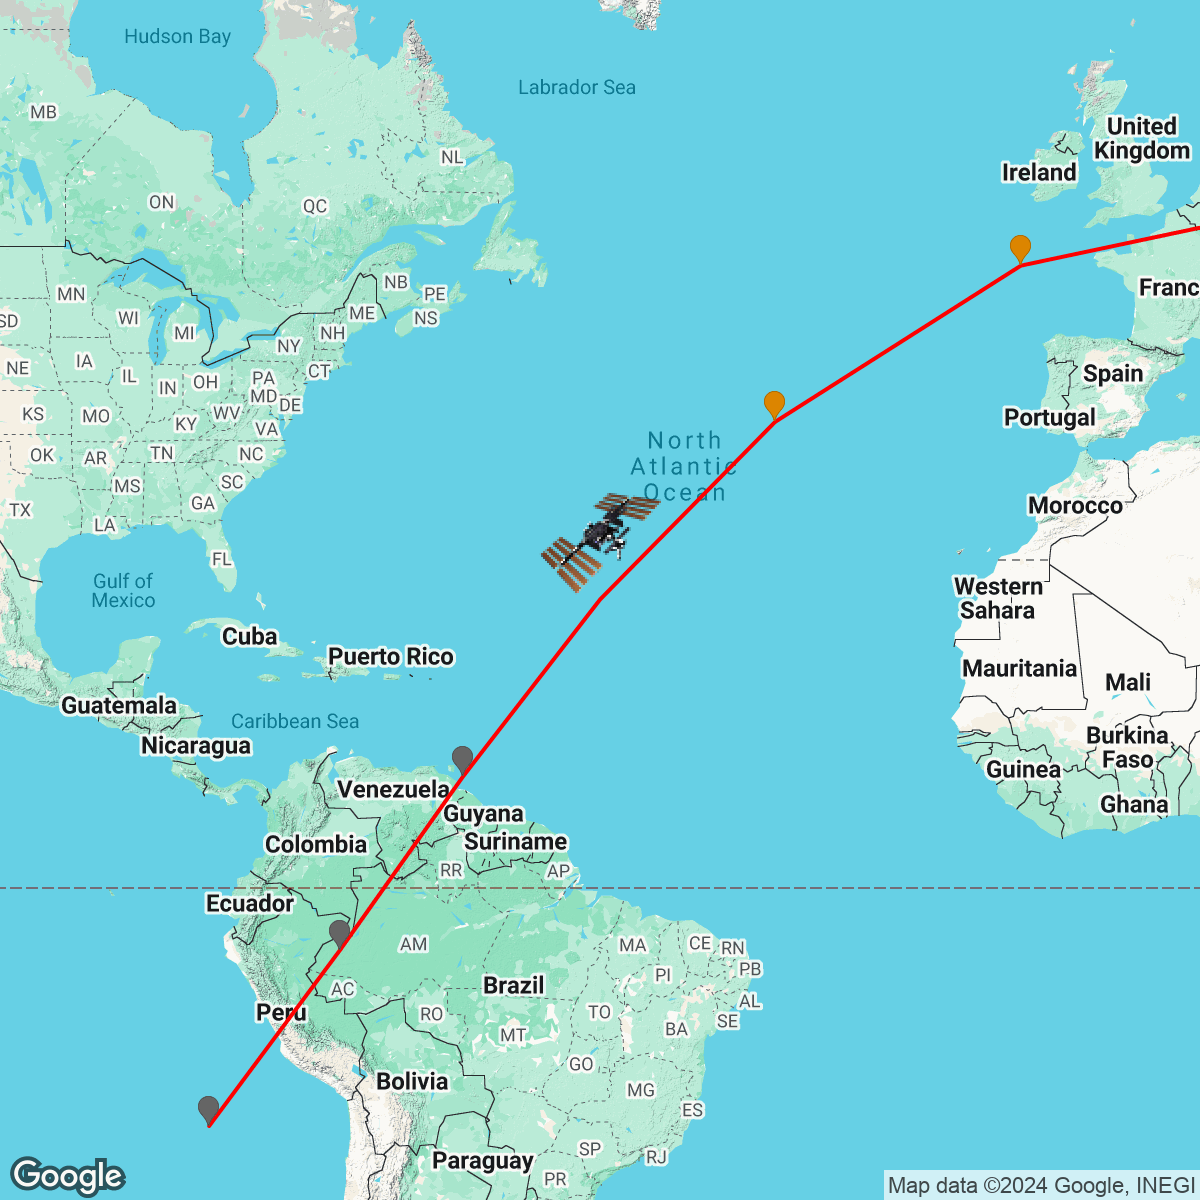 Hudson Bay
Labrador Sea
MB
United
Kingdom
NL
Ireland
ON
QC
NB
PE
MN
Franc
ME
NS
WI
SD
MI
NH
NY
IA
NE
CT
Spain
IL
OH
PA
IN
MD
DE
KS
MO
WV
Portugal
KY
VA
North
OK
AR
TN
NC
Atlantic
MS
SC
Ocean
TX
GA
Morocco
LA
FL
Gulf of
Mexico
Western
Sahara
Cuba
Puerto Rico
Mauritania
Mali
Guatemala
Caribbean Sea
Nicaragua
Burkina
Faso
Guinea
Venezuela
Ghana
Guyana
Colombia
Suriname
RR
AP
Ecuador
AM
MA
CE
RN
PI
PB
AC
Brazil
AL
Peru
RO
TO
SE
MT
BA
GO
Bolivia
MG
ES
SP
RJ
Paraguay
PR
Google
Map data ©2024 Google, INEGI